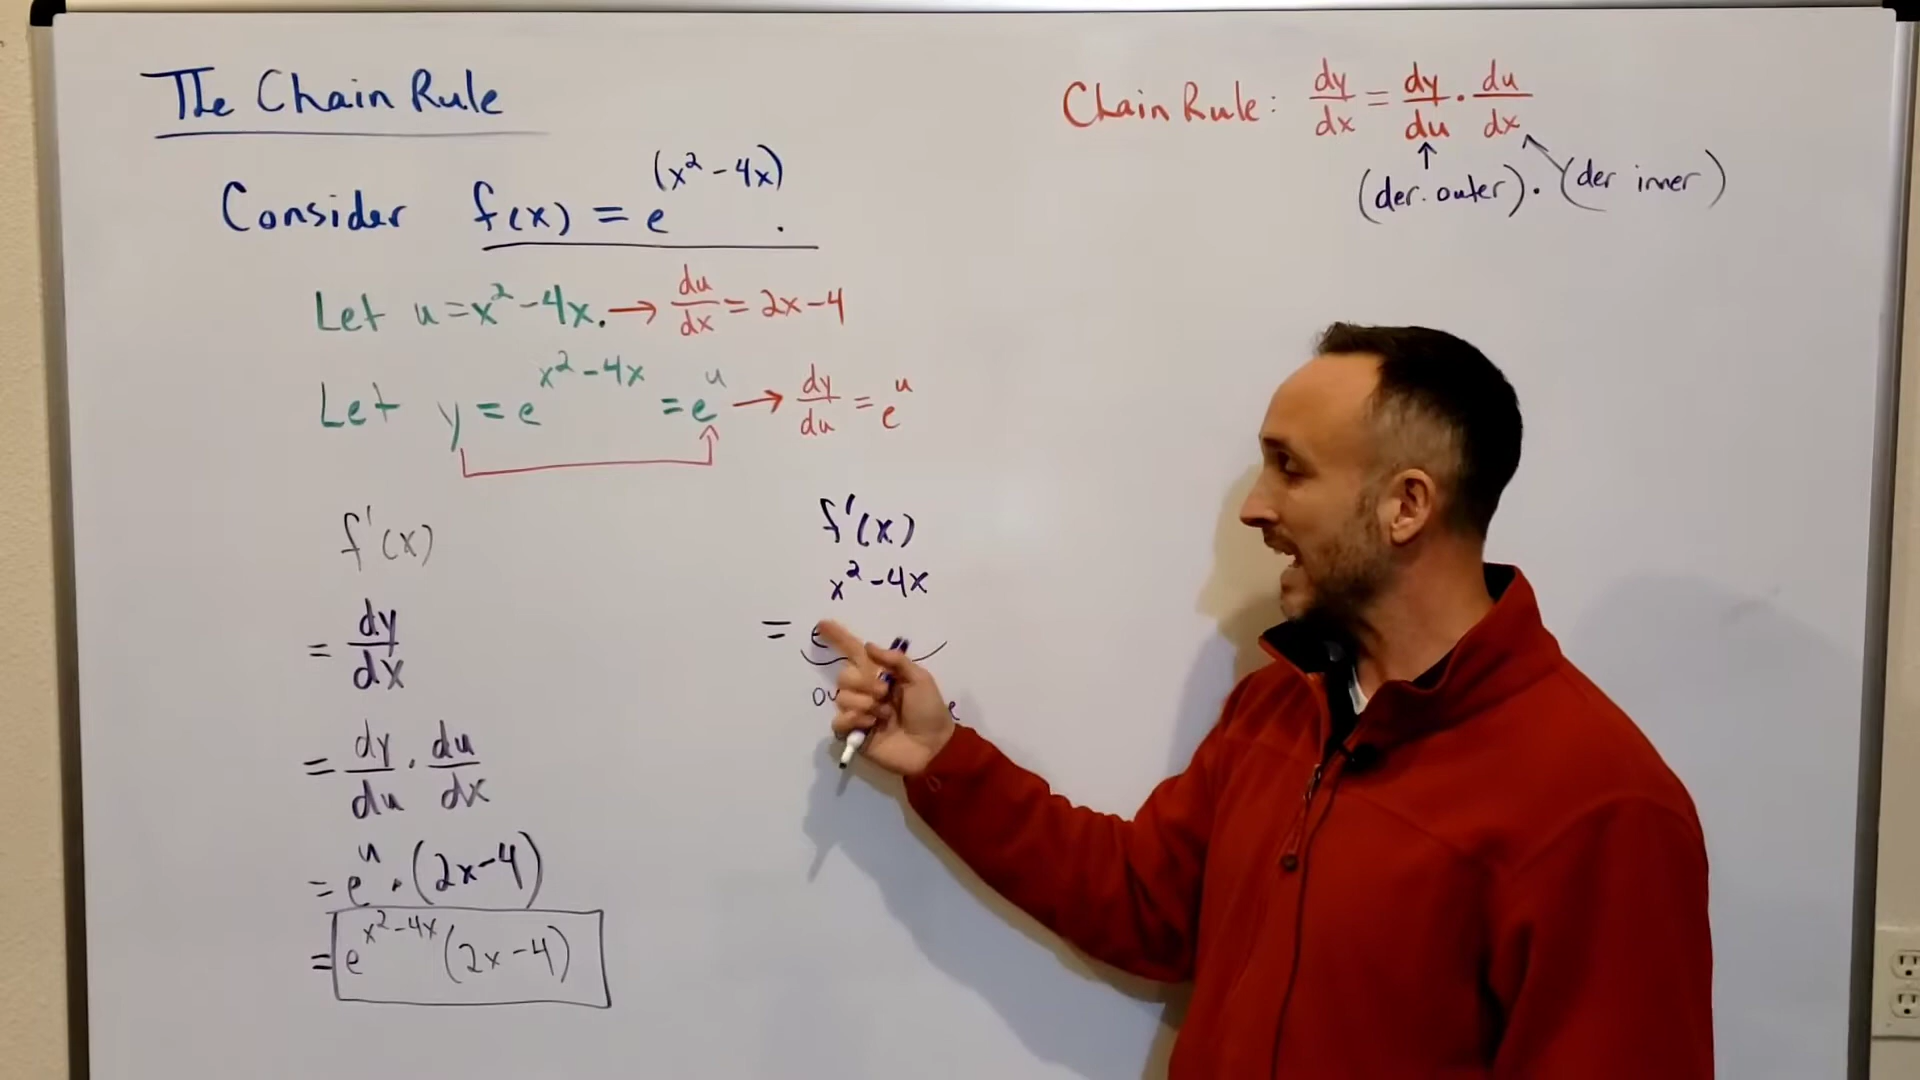 The Chain Rule
Chain Rule: dy/dx = dy/du · du/dx
(der. outer) · (der inner)
Consider f(x) = e^(x² - 4x).
Let u = x² - 4x. → du/dx = 2x - 4
Let y = e^x² - 4x = e^u → dy/du = e^u
f'(x)
= dy/dx
= dy/du · du/dx
= e^u · (2x - 4)
= e^x² - 4x (2x - 4)
f'(x)
x² - 4x
= e